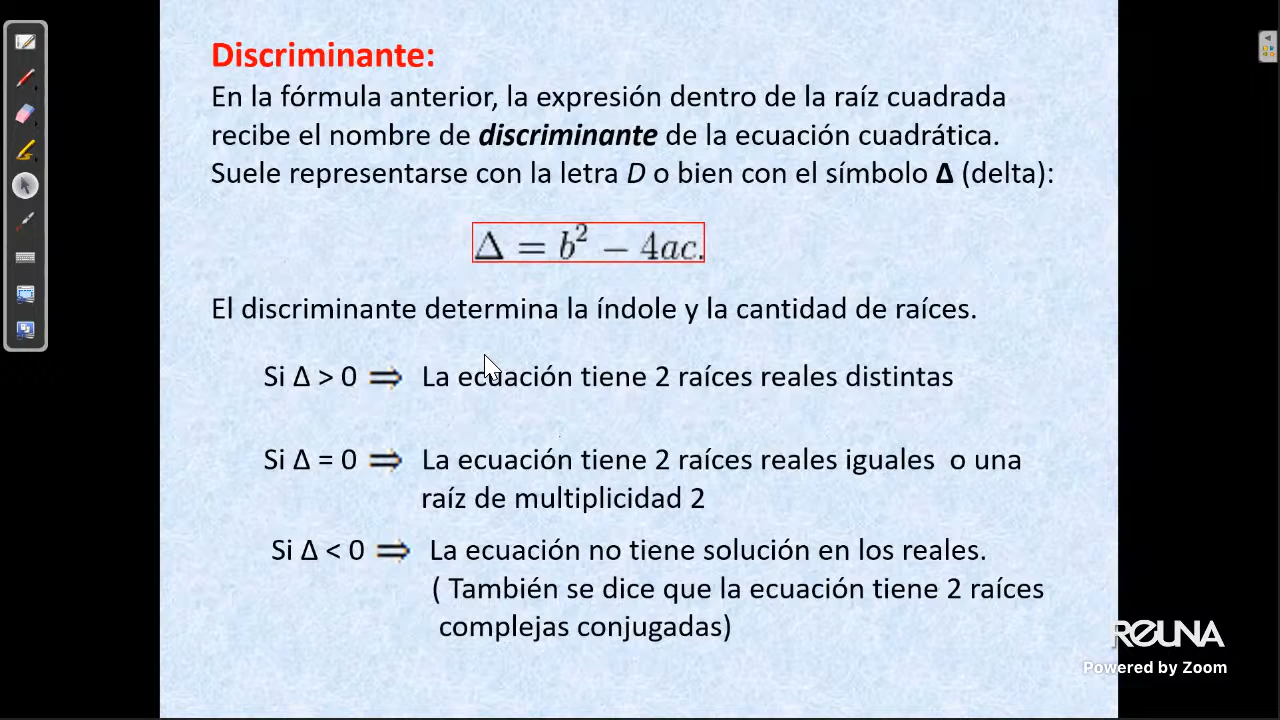 Discriminante:
En la fórmula anterior, la expresión dentro de la raíz cuadrada
recibe el nombre de discriminante de la ecuación cuadrática.
Suele representarse con la letra D o bien con el símbolo Δ (delta):
Δ = b² − 4ac.
El discriminante determina la índole y la cantidad de raíces.
Si Δ > 0 ⇒ La ecuación tiene 2 raíces reales distintas
Si Δ = 0 ⇒ La ecuación tiene 2 raíces reales iguales o una
raíz de multiplicidad 2
Si Δ < 0 ⇒ La ecuación no tiene solución en los reales.
( También se dice que la ecuación tiene 2 raíces
complejas conjugadas)
REUNA
Powered by Zoom